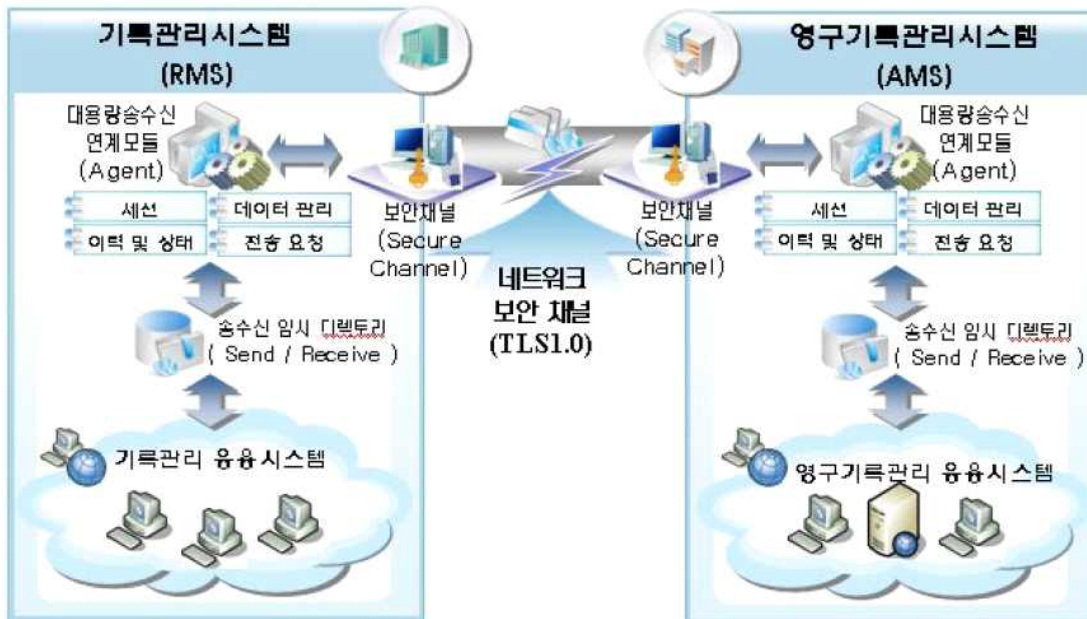 기록관리시스템
(RMS)
대용량송수신
연계모듈
(Agent)
세션
데이터 관리
이력 및 상태
전송 요청
보안채널
(Secure
Channel)
송수신 임시 디렉토리
( Send / Receive )
기록관리 응용시스템
네트워크
보안 채널
(TLS1.0)
영구기록관리시스템
(AMS)
대용량송수신
연계모듈
(Agent)
세션
데이터 관리
이력 및 상태
전송 요청
보안채널
(Secure
Channel)
송수신 임시 디렉토리
( Send / Receive )
영구기록관리 응용시스템